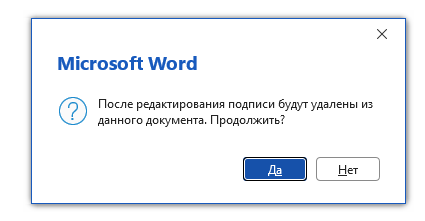 Microsoft Word
После редактирования подписи будут удалены из
данного документа. Продолжить?
Да
Нет